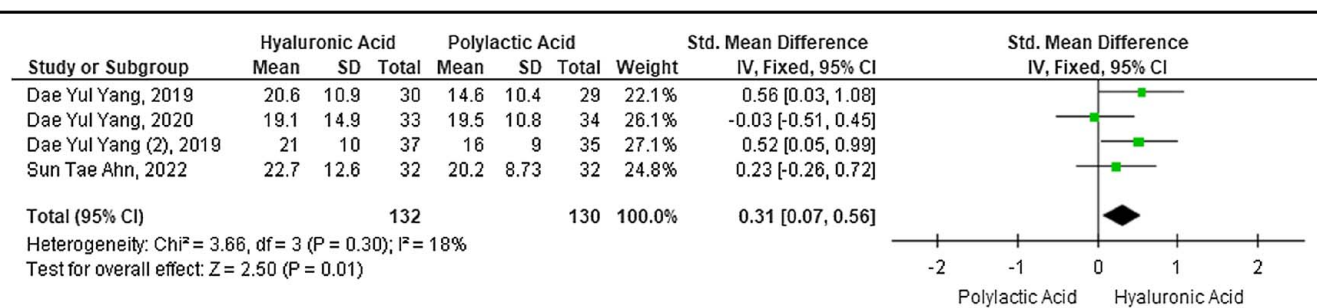 Hyaluronic Acid Polylactic Acid Std. Mean Difference Std. Mean Difference
Study or Subgroup Mean SD Total Mean SD Total Weight IV, Fixed, 95% CI IV, Fixed, 95% CI
Dae Yul Yang, 2019 20.6 10.9 30 14.6 10.4 29 22.1% 0.56 [0.03, 1.08]
Dae Yul Yang, 2020 19.1 14.9 33 19.5 10.8 34 26.1% -0.03 [-0.51, 0.45]
Dae Yul Yang (2), 2019 21 10 37 16 9 35 27.1% 0.52 [0.05, 0.99]
Sun Tae Ahn, 2022 22.7 12.6 32 20.2 8.73 32 24.8% 0.23 [-0.26, 0.72]
Total (95% CI) 132 130 100.0% 0.31 [0.07, 0.56]
Heterogeneity: Chi² = 3.66, df = 3 (P = 0.30); I² = 18%
Test for overall effect: Z = 2.50 (P = 0.01)
-2 -1 0 1 2
Polylactic Acid Hyaluronic Acid